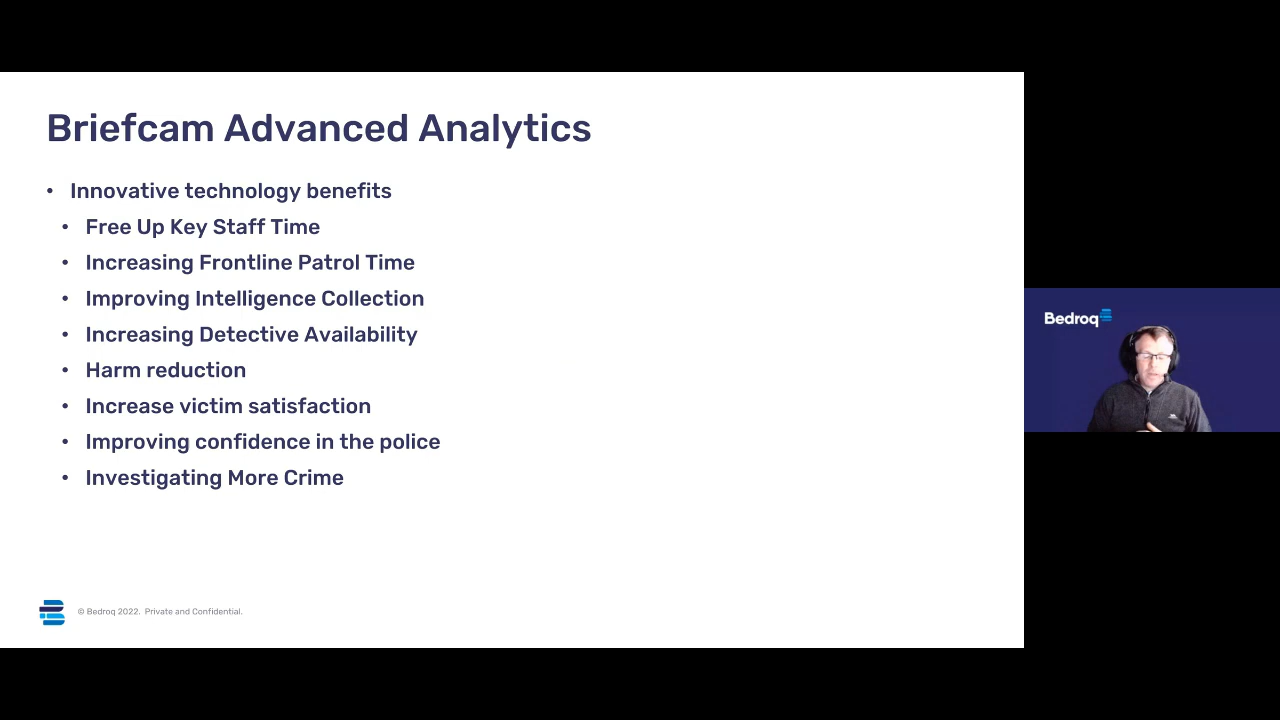 Briefcam Advanced Analytics
• Innovative technology benefits
• Free Up Key Staff Time
• Increasing Frontline Patrol Time
• Improving Intelligence Collection
• Increasing Detective Availability
• Harm reduction
• Increase victim satisfaction
• Improving confidence in the police
• Investigating More Crime
© Bedroq 2022. Private and Confidential.
Bedroq